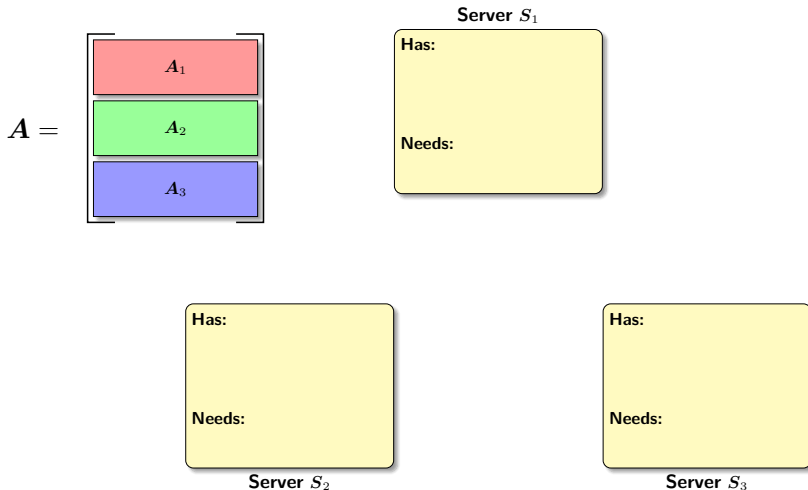 Server S₁
A =
A₁
A₂
A₃
Has:
Needs:
Has:
Needs:
Server S₂
Has:
Needs:
Server S₃